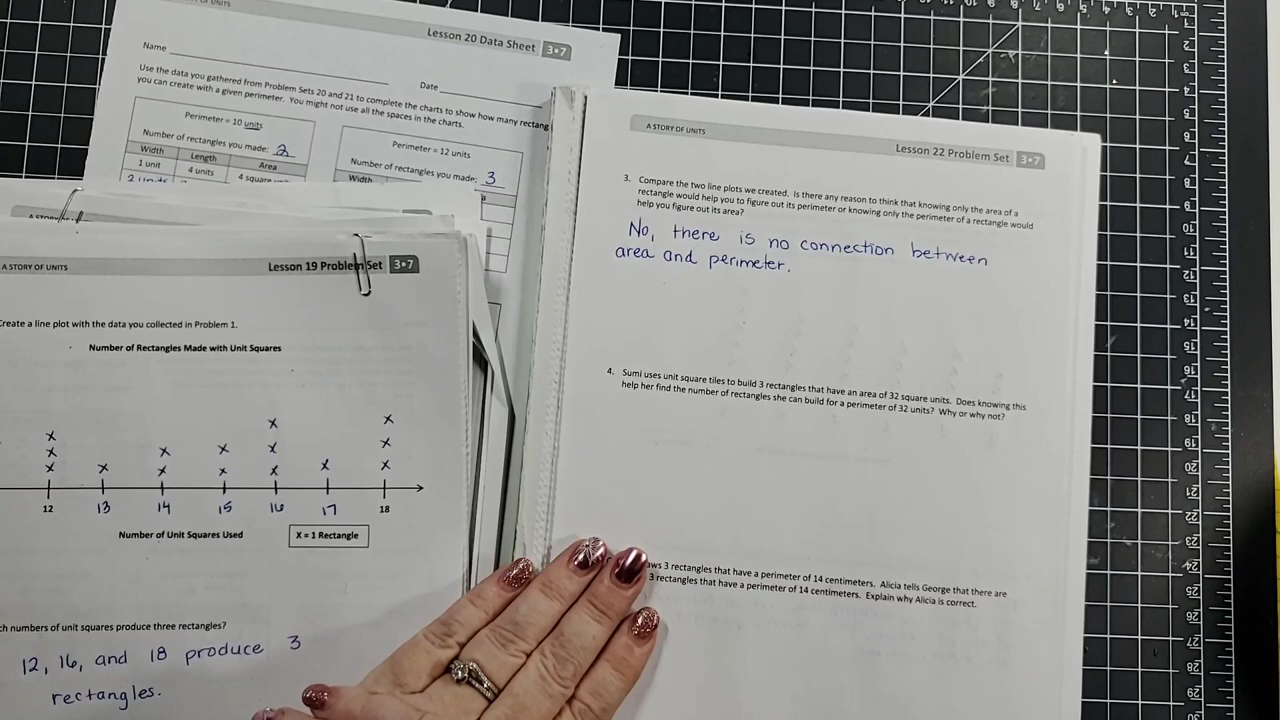 ORY OF UNITS
Lesson 20 Data Sheet 3•7
Name
Date
Use the data you gathered from Problem Sets 20 and 21 to complete the charts to show how many rectang
you can create with a given perimeter. You might not use all the spaces in the charts.
Perimeter = 10 units
Number of rectangles you made: 2
Width Length Area
1 unit 4 units 4 square
Perimeter = 12 units
Number of rectangles you made: 3
Width
A STORY OF UNITS
Lesson 19 Problem Set 3•7
Create a line plot with the data you collected in Problem 1.
Number of Rectangles Made with Unit Squares
x x x
x x x x x
x x x x x x x
12 13 14 15 16 17 18
Number of Unit Squares Used
X = 1 Rectangle
ch numbers of unit squares produce three rectangles?
12, 16, and 18 produce 3
rectangles.
A STORY OF UNITS
Lesson 22 Problem Set 3•7
3. Compare the two line plots we created. Is there any reason to think that knowing only the area of a
rectangle would help you to figure out its perimeter or knowing only the perimeter of a rectangle would
help you figure out its area?
No, there is no connection between
area and perimeter.
4. Sumi uses unit square tiles to build 3 rectangles that have an area of 32 square units. Does knowing this
help her find the number of rectangles she can build for a perimeter of 32 units? Why or why not?
aws 3 rectangles that have a perimeter of 14 centimeters. Alicia tells George that there are
3 rectangles that have a perimeter of 14 centimeters. Explain why Alicia is correct.